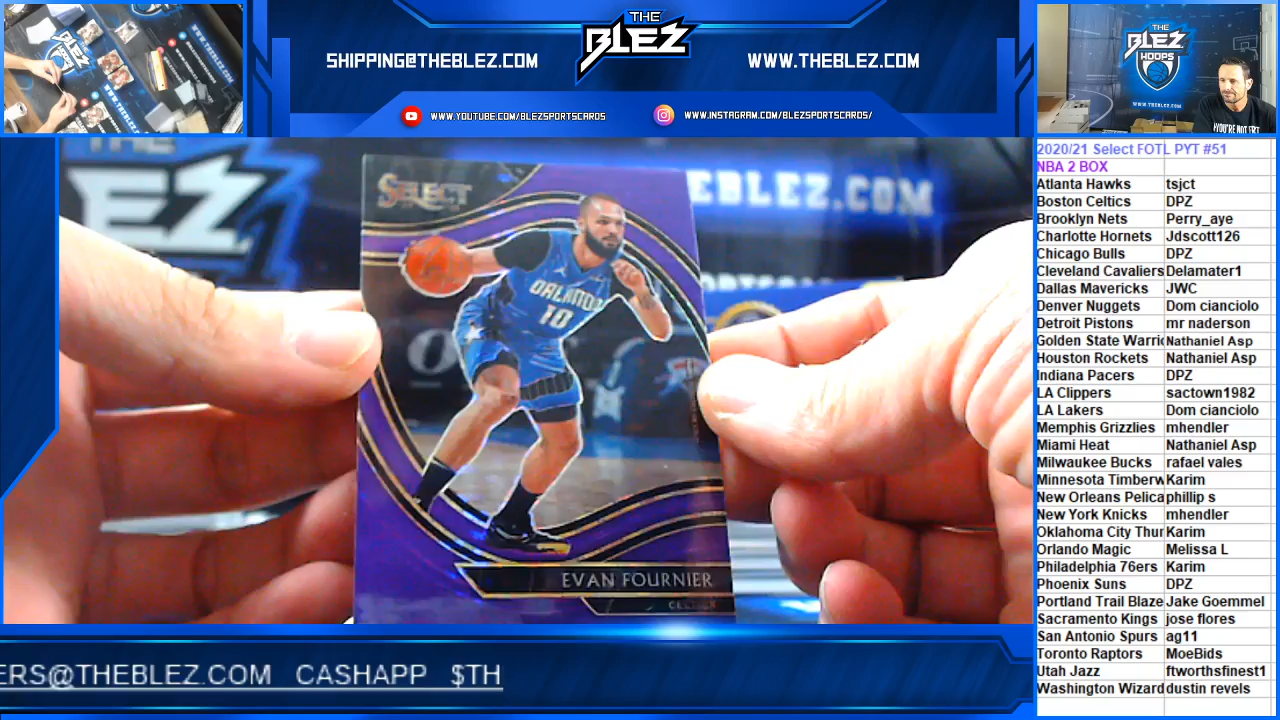 THE
BLEZ
SHIPPING@THEBLEZ.COM
WWW.THEBLEZ.COM
WWW.YOUTUBE.COM/BLEZSPORTSCARDS
WWW.INSTAGRAM.COM/BLEZSPORTSCARDS/
THE
BLEZ
HOOPS
WWW.THEBLEZ.COM
SELECT
EBLEZ.COM
ORLANDO
10
EVAN FOURNIER
ERS@THEBLEZ.COM CASHAPP $TH
2020/21 Select FOTL PYT #51
NBA 2 BOX
Atlanta Hawks tsjct
Boston Celtics DPZ
Brooklyn Nets Perry_aye
Charlotte Hornets Jdscott126
Chicago Bulls DPZ
Cleveland Cavaliers Delamater1
Dallas Mavericks JWC
Denver Nuggets Dom cianciolo
Detroit Pistons mr naderson
Golden State Warric Nathaniel Asp
Houston Rockets Nathaniel Asp
Indiana Pacers DPZ
LA Clippers sactown1982
LA Lakers Dom cianciolo
Memphis Grizzlies mhendler
Miami Heat Nathaniel Asp
Milwaukee Bucks rafael vales
Minnesota Timberw Karim
New Orleans Pelica phillip s
New York Knicks mhendler
Oklahoma City Thur Karim
Orlando Magic Melissa L
Philadelphia 76ers Karim
Phoenix Suns DPZ
Portland Trail Blaze Jake Goemmel
Sacramento Kings jose flores
San Antonio Spurs ag11
Toronto Raptors MoeBids
Utah Jazz ftworthsfinest1
Washington Wizard dustin revels